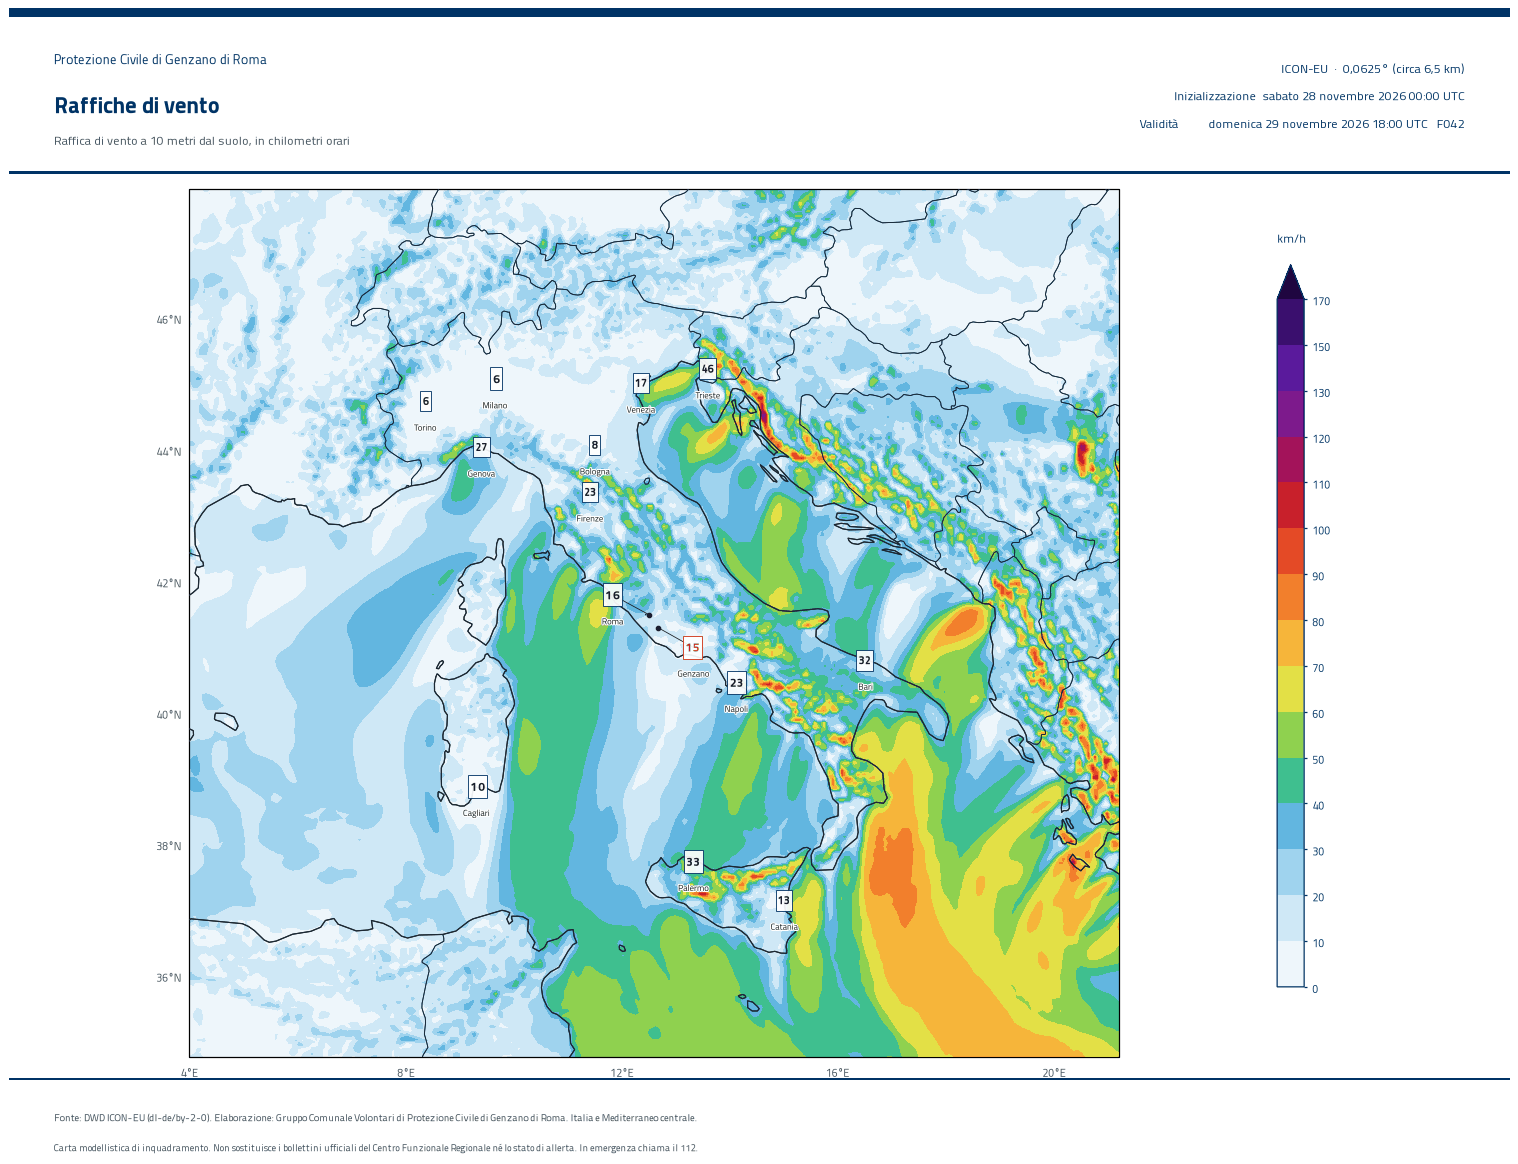 Protezione Civile di Genzano di Roma
Raffiche di vento
Raffica di vento a 10 metri dal suolo, in chilometri orari
ICON-EU · 0,0625° (circa 6,5 km)
Inizializzazione sabato 28 novembre 2026 00:00 UTC
Validità domenica 29 novembre 2026 18:00 UTC F042
km/h
170
150
130
120
110
100
90
80
70
60
50
40
30
20
10
0
46°N
44°N
42°N
40°N
38°N
36°N
4°E
8°E
12°E
16°E
20°E
6
Torino
6
Milano
17
Venezia
46
Trieste
27
Genova
8
Bologna
23
Firenze
16
Roma
15
Genzano
23
Napoli
32
Bari
10
Cagliari
33
Palermo
13
Catania
Fonte: DWD ICON-EU (dl-de/by-2-0). Elaborazione: Gruppo Comunale Volontari di Protezione Civile di Genzano di Roma. Italia e Mediterraneo centrale.
Carta modellistica di inquadramento. Non sostituisce i bollettini ufficiali del Centro Funzionale Regionale né lo stato di allerta. In emergenza chiama il 112.